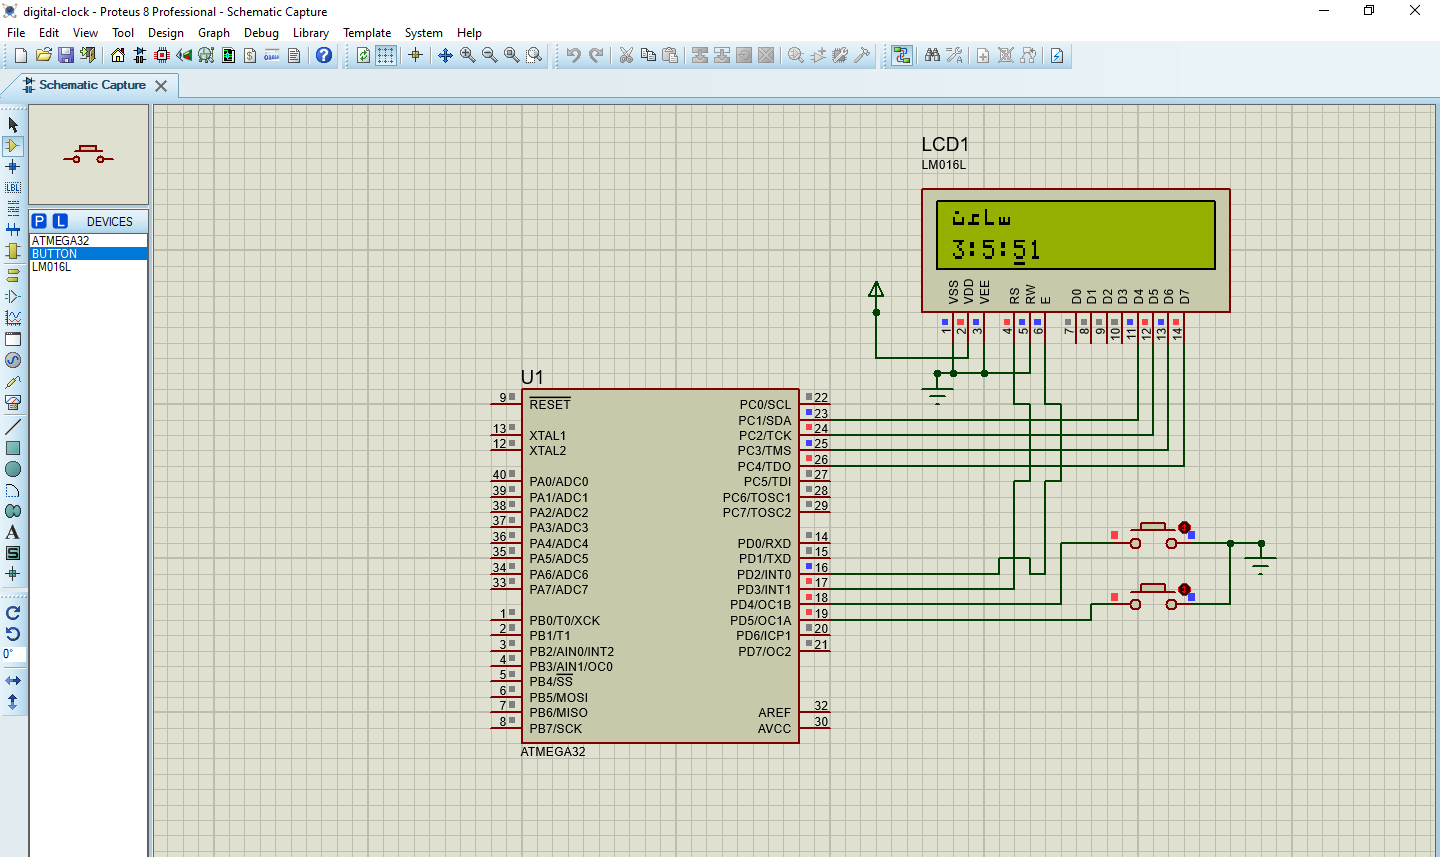 digital-clock - Proteus 8 Professional - Schematic Capture
File Edit View Tool Design Graph Debug Library Template System Help
Schematic Capture
P L DEVICES
ATMEGA32
BUTTON
LM016L
LBL
A
S
0°
LCD1
LM016L
3:5:51
VSS VDD VEE RS RW E D0 D1 D2 D3 D4 D5 D6 D7
1 2 3 4 5 6 7 8 9 10 11 12 13 14
U1
9 RESET PC0/SCL 22
PC1/SDA 23
13 XTAL1 PC2/TCK 24
12 XTAL2 PC3/TMS 25
PC4/TDO 26
40 PA0/ADC0 PC5/TDI 27
39 PA1/ADC1 PC6/TOSC1 28
38 PA2/ADC2 PC7/TOSC2 29
37 PA3/ADC3
36 PA4/ADC4 PD0/RXD 14
35 PA5/ADC5 PD1/TXD 15
34 PA6/ADC6 PD2/INT0 16
33 PA7/ADC7 PD3/INT1 17
PD4/OC1B 18
1 PB0/T0/XCK PD5/OC1A 19
2 PB1/T1 PD6/ICP1 20
3 PB2/AIN0/INT2 PD7/OC2 21
4 PB3/AIN1/OC0
5 PB4/SS
6 PB5/MOSI
7 PB6/MISO AREF 32
8 PB7/SCK AVCC 30
ATMEGA32